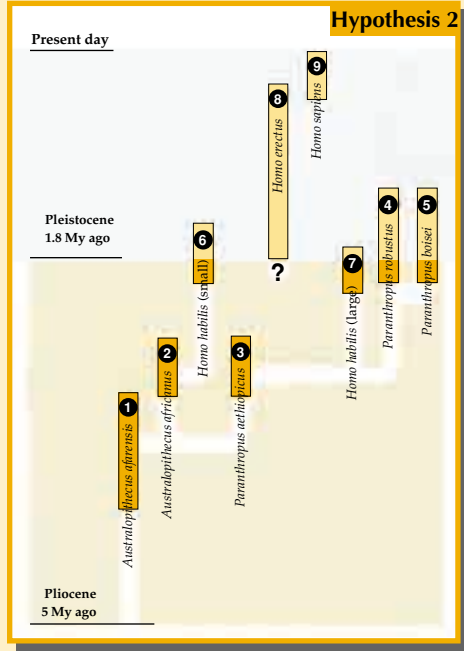 Hypothesis 2
Present day
9
Homo sapiens
8
Homo erectus
?
Pleistocene
1.8 My ago
4
Paranthropus robustus
5
Paranthropus boisei
6
Homo habilis (small)
7
Homo habilis (large)
2
Australopithecus africanus
3
Paranthropus aethiopicus
1
Australopithecus afarensis
Pliocene
5 My ago